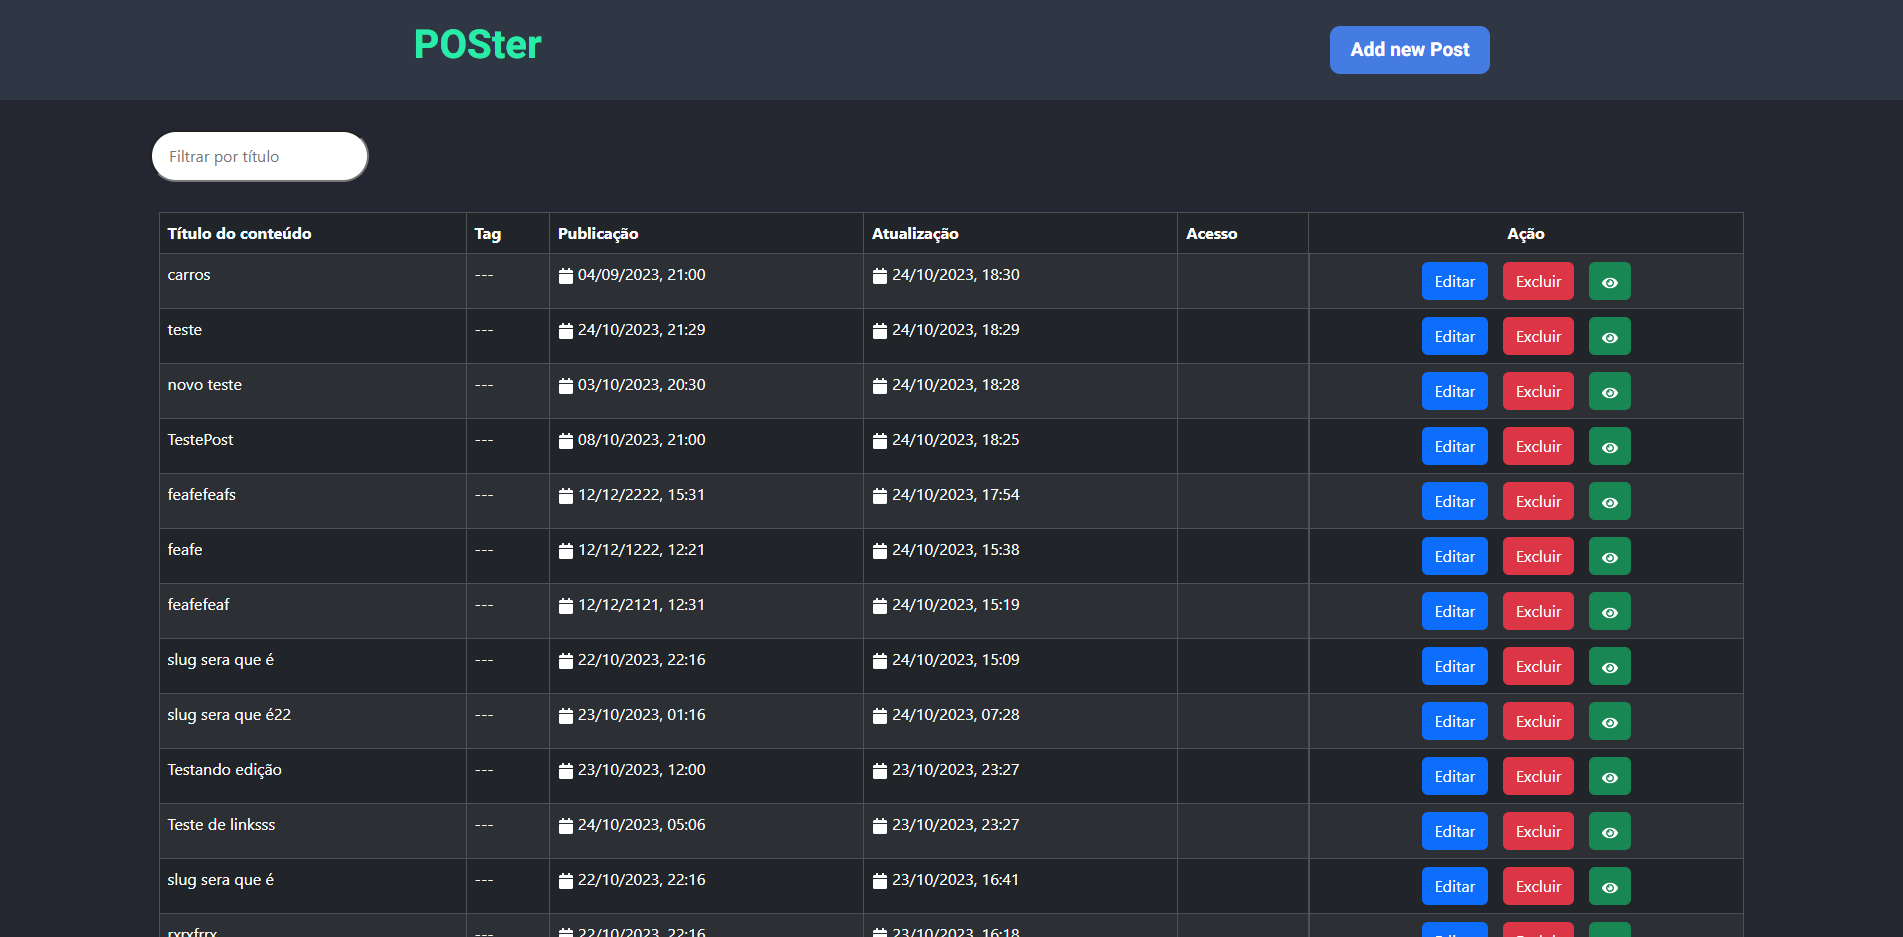 POSter
Add new Post
Filtrar por título
Título do conteúdo Tag Publicação Atualização Acesso Ação
carros --- 04/09/2023, 21:00 24/10/2023, 18:30 Editar Excluir
teste --- 24/10/2023, 21:29 24/10/2023, 18:29 Editar Excluir
novo teste --- 03/10/2023, 20:30 24/10/2023, 18:28 Editar Excluir
TestePost --- 08/10/2023, 21:00 24/10/2023, 18:25 Editar Excluir
feafefeafs --- 12/12/2222, 15:31 24/10/2023, 17:54 Editar Excluir
feafe --- 12/12/1222, 12:21 24/10/2023, 15:38 Editar Excluir
feafefeaf --- 12/12/2121, 12:31 24/10/2023, 15:19 Editar Excluir
slug sera que é --- 22/10/2023, 22:16 24/10/2023, 15:09 Editar Excluir
slug sera que é22 --- 23/10/2023, 01:16 24/10/2023, 07:28 Editar Excluir
Testando edição --- 23/10/2023, 12:00 23/10/2023, 23:27 Editar Excluir
Teste de linksss --- 24/10/2023, 05:06 23/10/2023, 23:27 Editar Excluir
slug sera que é --- 22/10/2023, 22:16 23/10/2023, 16:41 Editar Excluir
--- 22/10/2023, 22:16 23/10/2023, 16:18